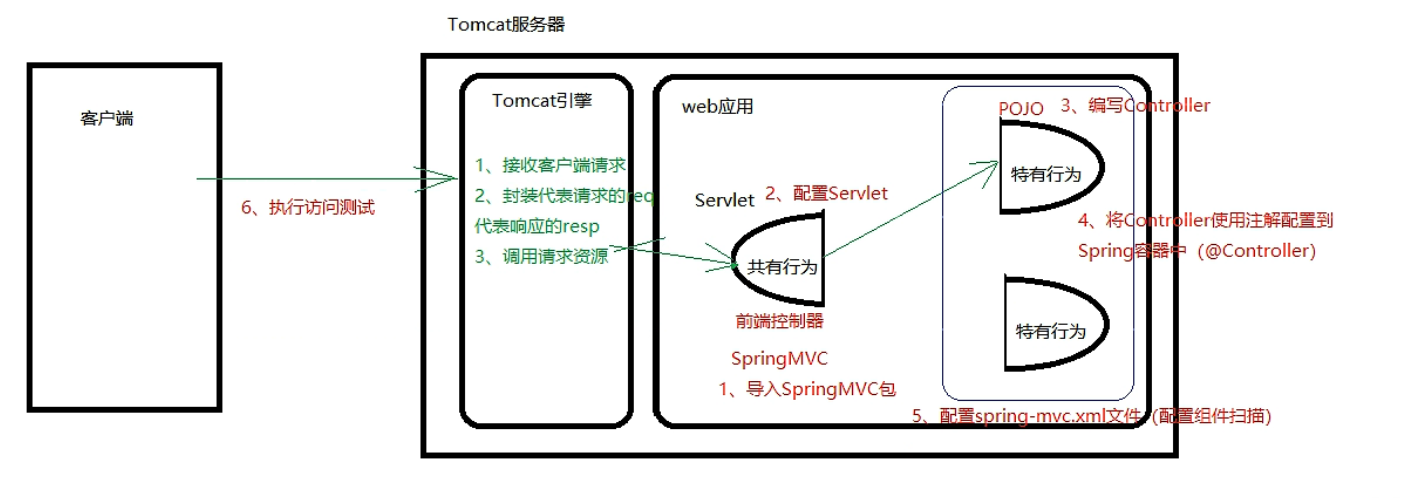 Tomcat服务器
客户端
6、执行访问测试
Tomcat引擎
1、接收客户端请求
2、封装代表请求的req
代表响应的resp
3、调用请求资源
web应用
Servlet
2、配置Servlet
共有行为
前端控制器
SpringMVC
1、导入SpringMVC包
POJO
3、编写Controller
特有行为
4、将Controller使用注解配置到
Spring容器中（@Controller）
特有行为
5、配置spring-mvc.xml文件（配置组件扫描）